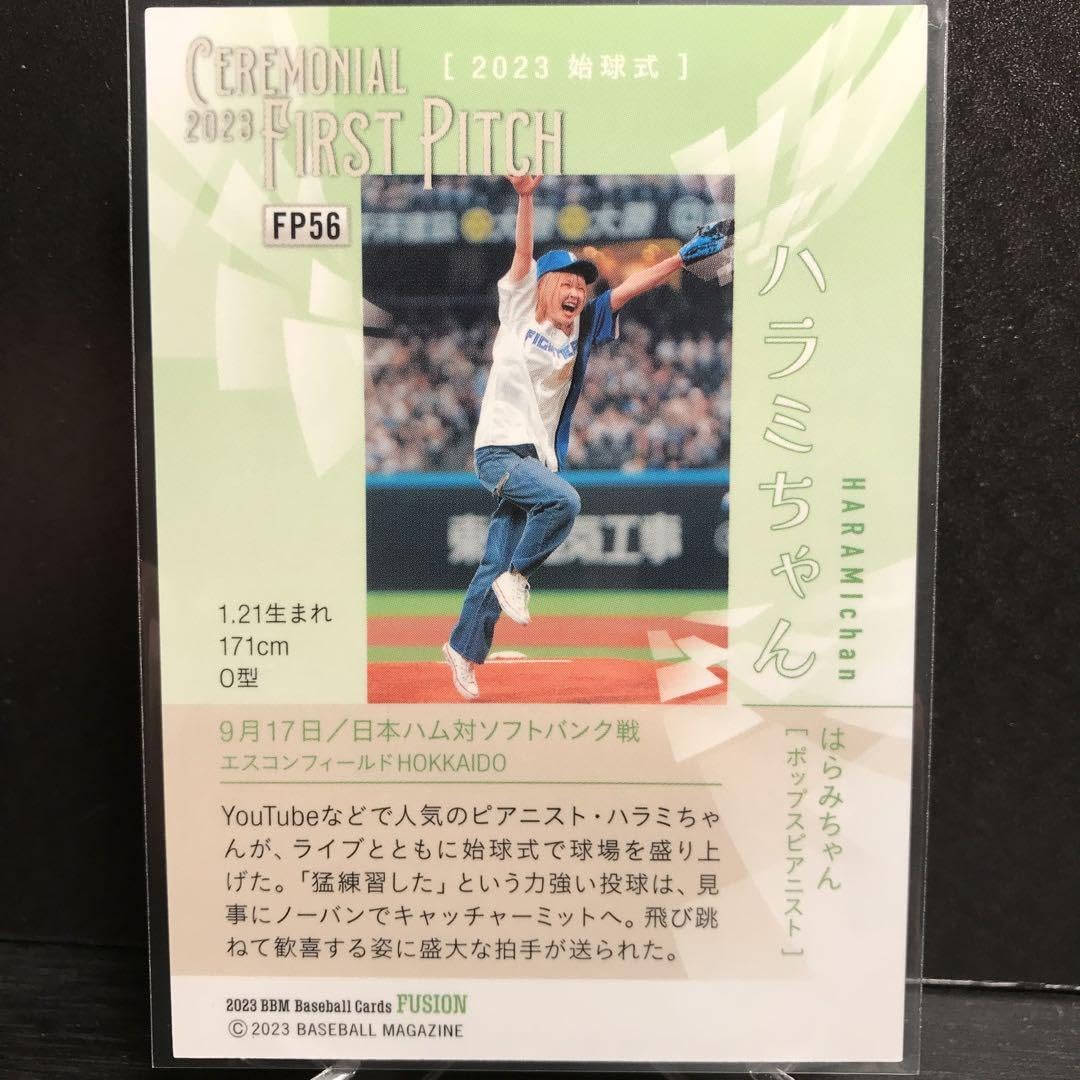 CEREMONIAL
2023 FIRST PITCH
[ 2023 始球式 ]
FP56
ハラミちゃん
HARAMIchan
はらみちゃん
[ ポップスピアニスト ]
1.21生まれ
171cm
O型
9月17日／日本ハム対ソフトバンク戦
エスコンフィールドHOKKAIDO
YouTubeなどで人気のピアニスト・ハラミちゃ
んが、ライブとともに始球式で球場を盛り上
げた。「猛練習した」という力強い投球は、見
事にノーバンでキャッチャーミットへ。飛び跳
ねて歓喜する姿に盛大な拍手が送られた。
2023 BBM Baseball Cards FUSION
© 2023 BASEBALL MAGAZINE